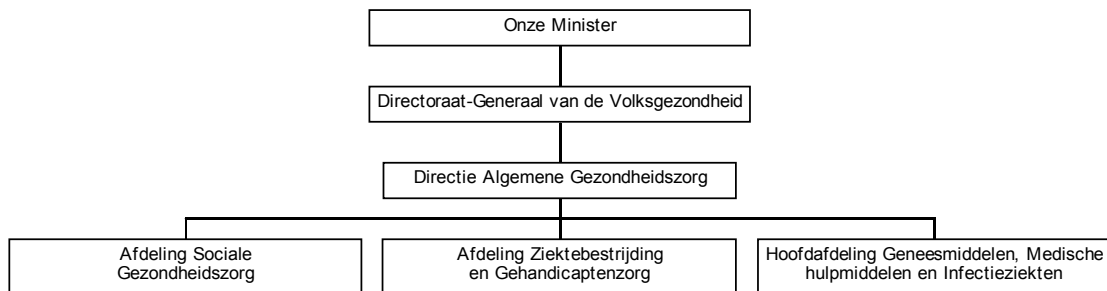 Onze Minister
Directoraat-Generaal van de Volksgezondheid
Directie Algemene Gezondheidszorg
Afdeling Sociale
Gezondheidszorg
Afdeling Ziektebestrijding
en Gehandicaptenzorg
Hoofdafdeling Geneesmiddelen, Medische
hulpmiddelen en Infectieziekten